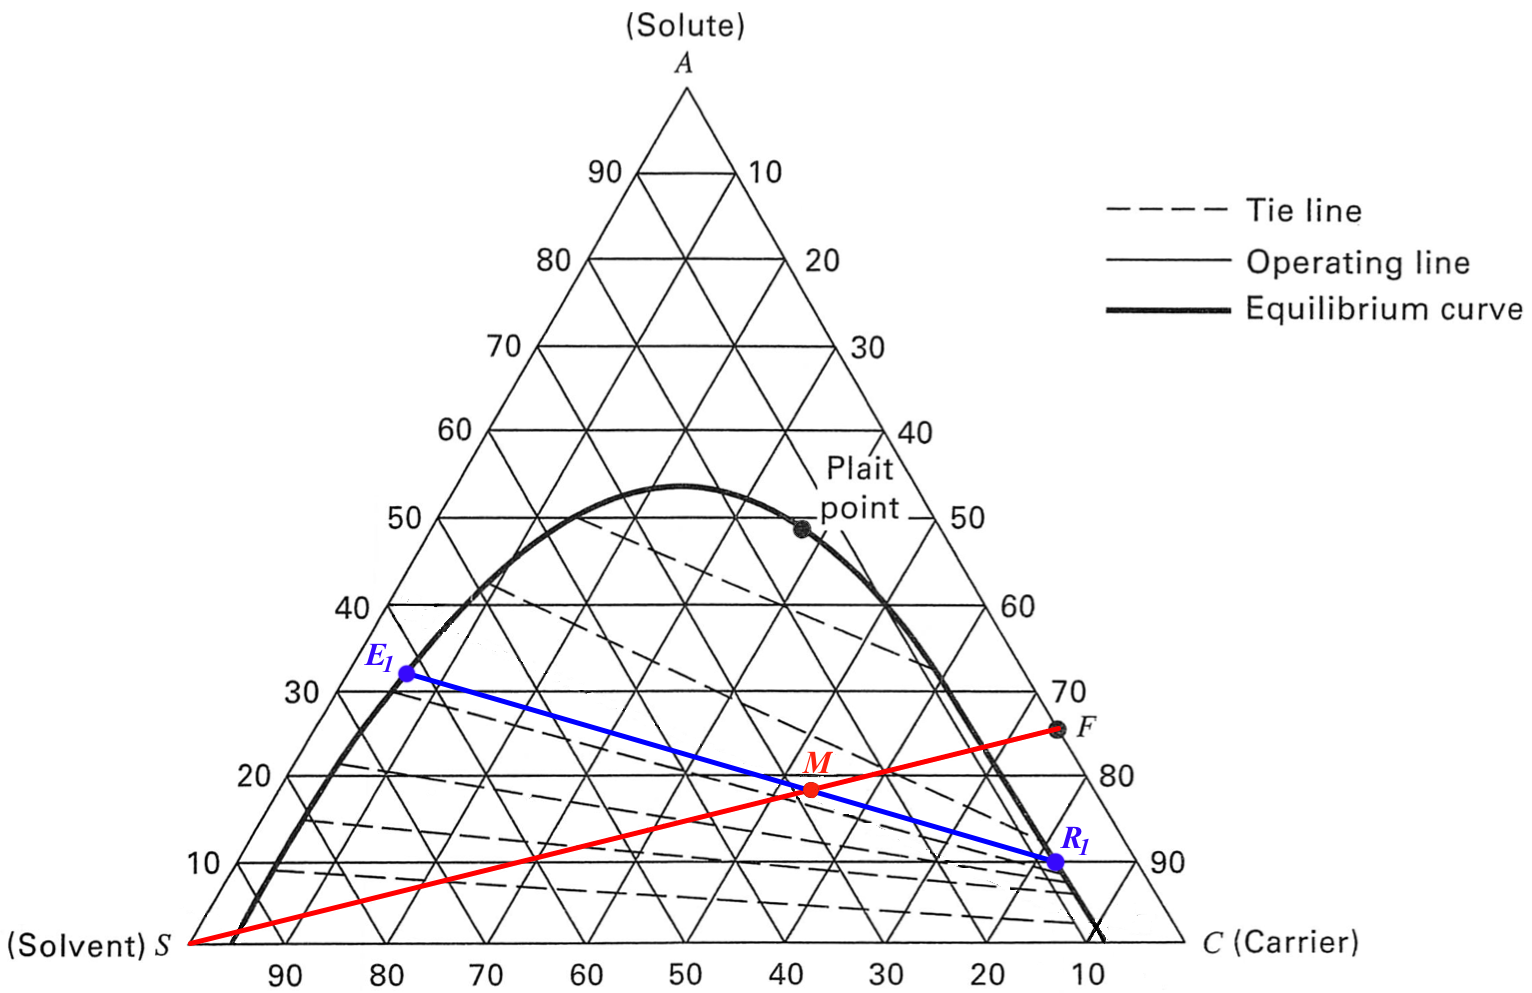 (Solute)
A
90 10
80 20
70 30
60 40
Plait
point
50 50
40 60
E1
30 70
F
M
20 80
R1
10 90
(Solvent) S
C (Carrier)
90 80 70 60 50 40 30 20 10
Tie line
Operating line
Equilibrium curve